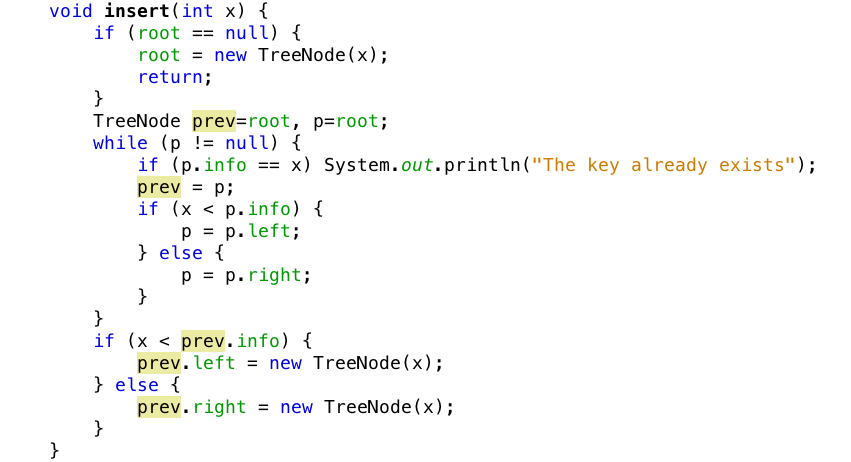 void insert(int x) {
    if (root == null) {
        root = new TreeNode(x);
        return;
    }
    TreeNode prev=root, p=root;
    while (p != null) {
        if (p.info == x) System.out.println("The key already exists");
        prev = p;
        if (x < p.info) {
            p = p.left;
        } else {
            p = p.right;
        }
    }
    if (x < prev.info) {
        prev.left = new TreeNode(x);
    } else {
        prev.right = new TreeNode(x);
    }
}